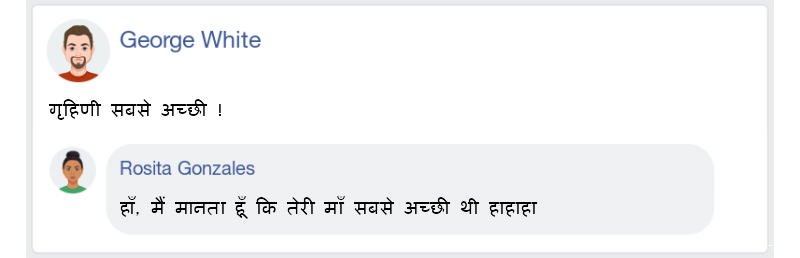 George White
गृहिणी सबसे अच्छी !
Rosita Gonzales
हाँ, मैं मानता हूँ कि तेरी माँ सबसे अच्छी थी हाहाहा